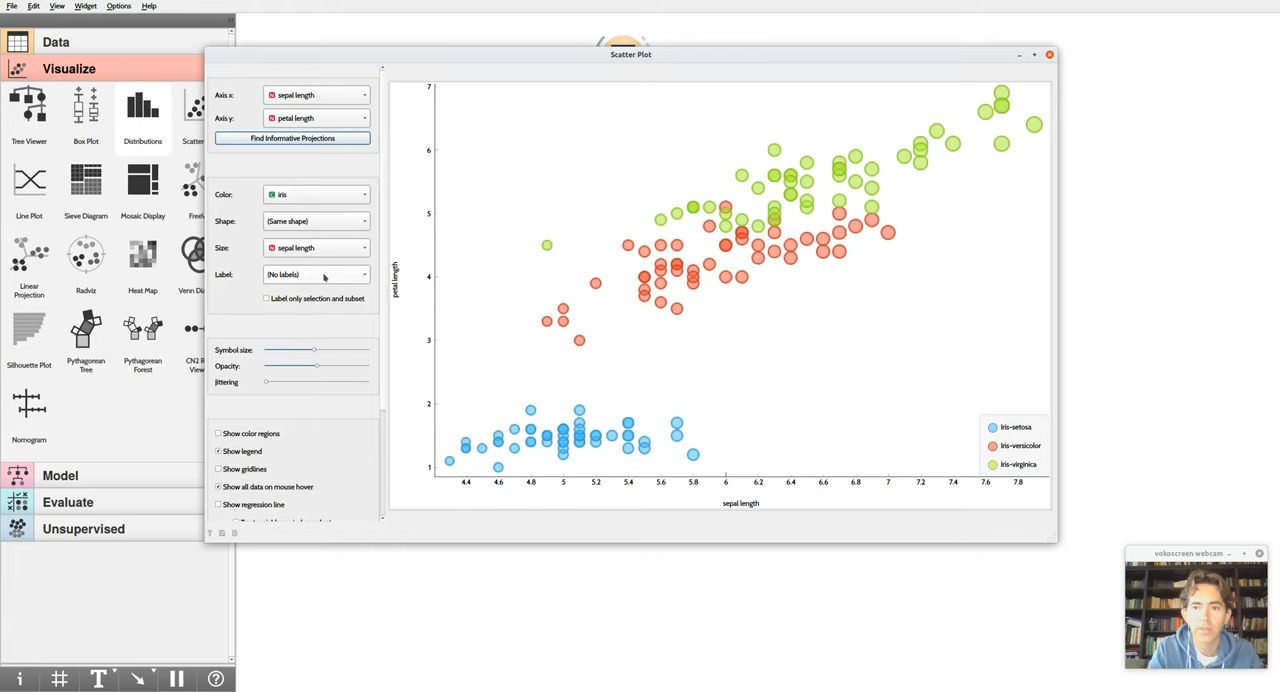 File Edit View Widget Options Help
Data
Visualize
Tree Viewer Box Plot Distributions Scatter
Line Plot Sieve Diagram Mosaic Display FreeV
Linear Projection Radviz Heat Map Venn Dia
Silhouette Plot Pythagorean Tree Pythagorean Forest CN2 R View
Nomogram
Model
Evaluate
Unsupervised
Scatter Plot
Axis x: N sepal length
Axis y: N petal length
Find Informative Projections
Color: C iris
Shape: (Same shape)
Size: N sepal length
Label: (No labels)
Label only selection and subset
Symbol size:
Opacity:
Jittering
Show color regions
Show legend
Show gridlines
Show all data on mouse hover
Show regression line
7
6
5
4
3
2
1
petal length
4.4 4.6 4.8 5 5.2 5.4 5.6 5.8 6 6.2 6.4 6.6 6.8 7 7.2 7.4 7.6 7.8
sepal length
Iris-setosa
Iris-versicolor
Iris-virginica
vokoscreen webcam